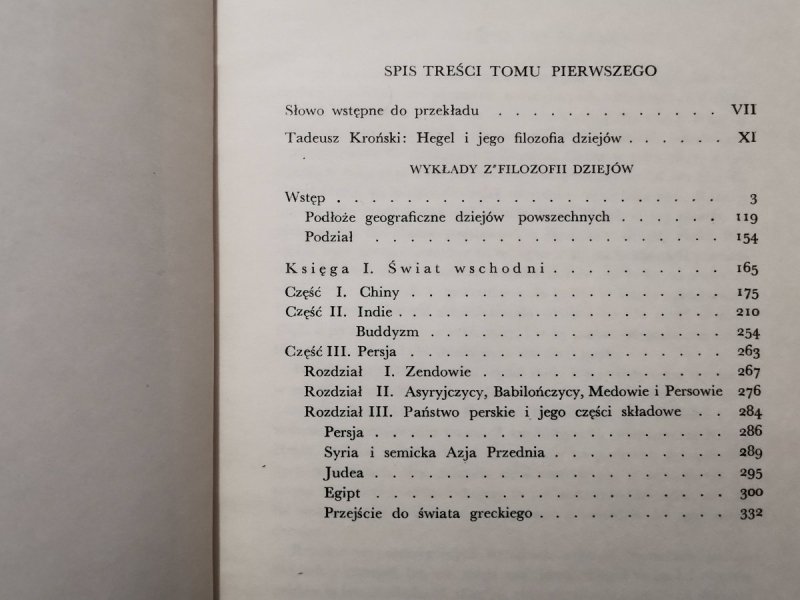 SPIS TREŚCI TOMU PIERWSZEGO
Słowo wstępne do przekładu . . . . . . . . . . . . . VII
Tadeusz Kroński: Hegel i jego filozofia dziejów . . . . . . XI
WYKŁADY Z FILOZOFII DZIEJÓW
Wstęp . . . . . . . . . . . . . . . . . . . . . . 3
Podłoże geograficzne dziejów powszechnych . . . . . . 119
Podział . . . . . . . . . . . . . . . . . . . 154
Księga I. Świat wschodni . . . . . . . . . . 165
Część I. Chiny . . . . . . . . . . . . . . . . . . 175
Część II. Indie . . . . . . . . . . . . . . . . . . 210
Buddyzm . . . . . . . . . . . . . . . . . 254
Część III. Persja . . . . . . . . . . . . . . . . . . 263
Rozdział I. Zendowie . . . . . . . . . . . . . . 267
Rozdział II. Asyryjczycy, Babilończycy, Medowie i Persowie 276
Rozdział III. Państwo perskie i jego części składowe . . 284
Persja . . . . . . . . . . . . . . . . . . . . 286
Syria i semicka Azja Przednia . . . . . . . . . . 289
Judea . . . . . . . . . . . . . . . . . . . . 295
Egipt . . . . . . . . . . . . . . . . . . . . 300
Przejście do świata greckiego . . . . . . . . . . . 332